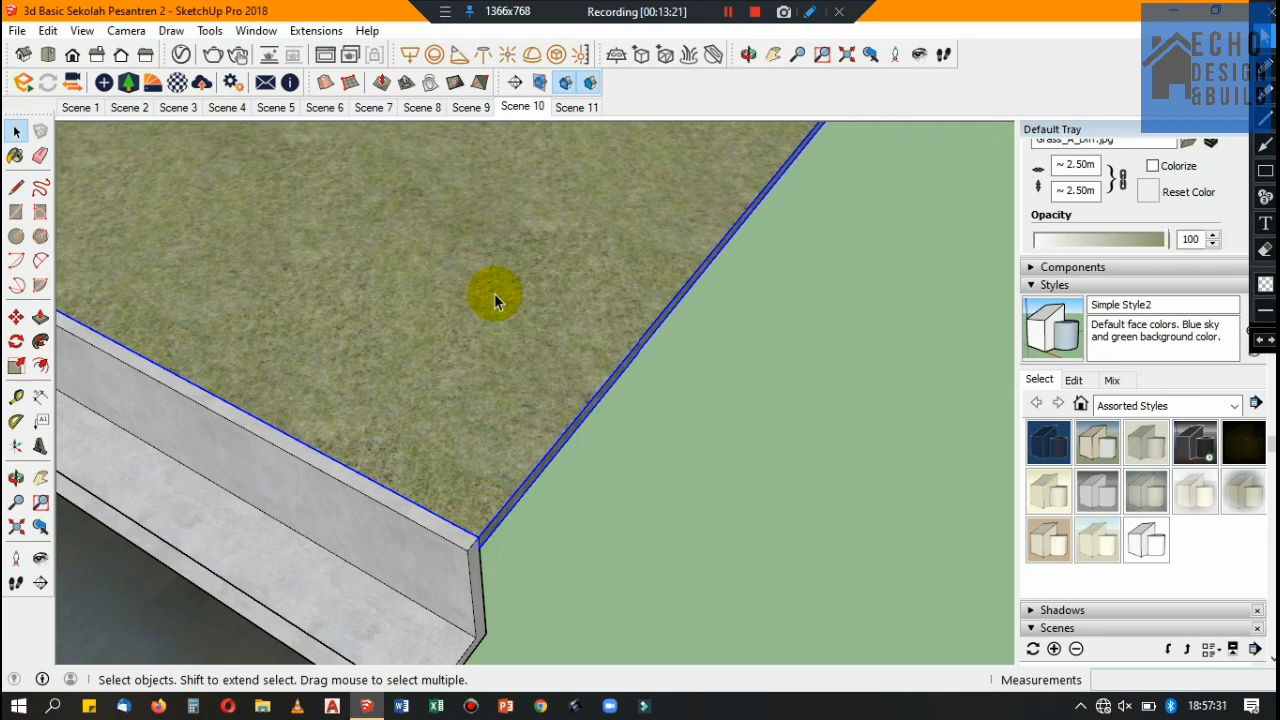 3d Basic Sekolah Pesantren 2 - SketchUp Pro 2018
1366x768
Recording [00:13:21]
ECHO
DESIGN
&BUILD
File Edit View Camera Draw Tools Window Extensions Help
Scene 1 Scene 2 Scene 3 Scene 4 Scene 5 Scene 6 Scene 7 Scene 8 Scene 9 Scene 10 Scene 11
Default Tray
Grass_A_Diff.jpg
~ 2.50m
Colorize
~ 2.50m
Reset Color
Opacity
100
Components
Styles
Simple Style2
Default face colors. Blue sky
and green background color.
Select Edit Mix
Assorted Styles
Shadows
Scenes
Select objects. Shift to extend select. Drag mouse to select multiple.
Measurements
18:57:31